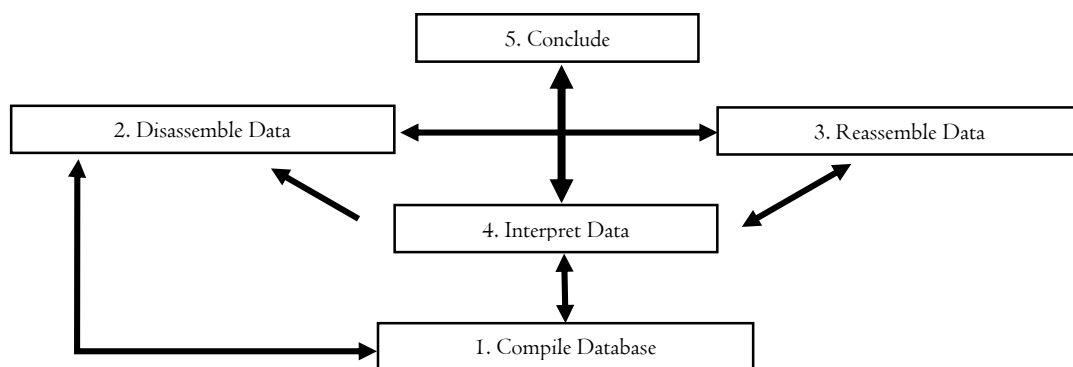 5. Conclude
2. Disassemble Data
3. Reassemble Data
4. Interpret Data
1. Compile Database